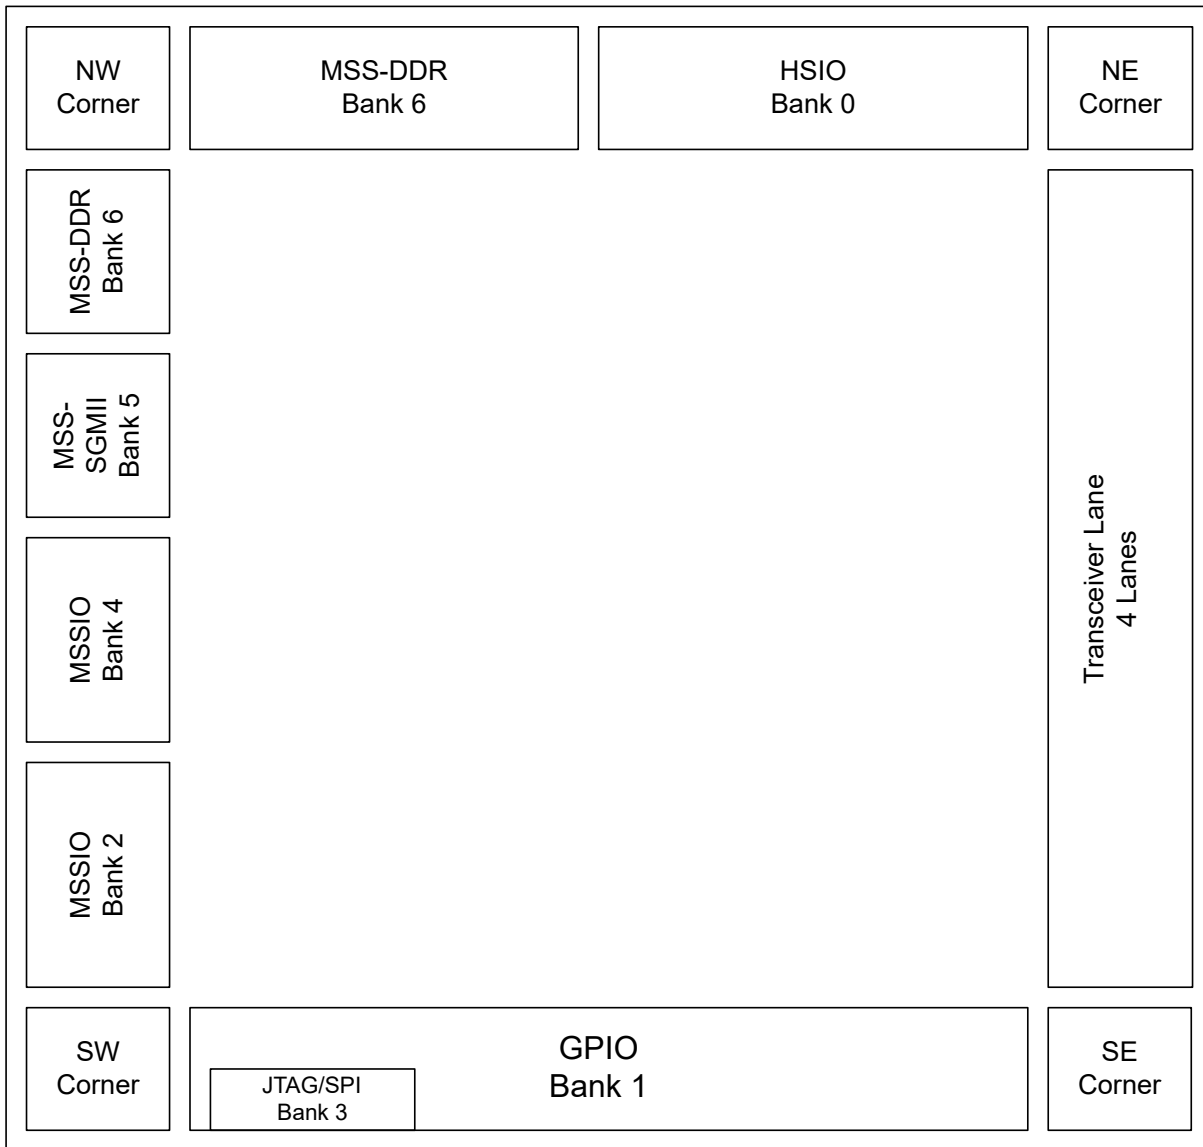 NW
Corner
MSS-DDR
Bank 6
HSIO
Bank 0
NE
Corner
MSS-DDR
Bank 6
MSS-
SGMII
Bank 5
MSSIO
Bank 4
MSSIO
Bank 2
Transceiver Lane
4 Lanes
SW
Corner
GPIO
Bank 1
JTAG/SPI
Bank 3
SE
Corner